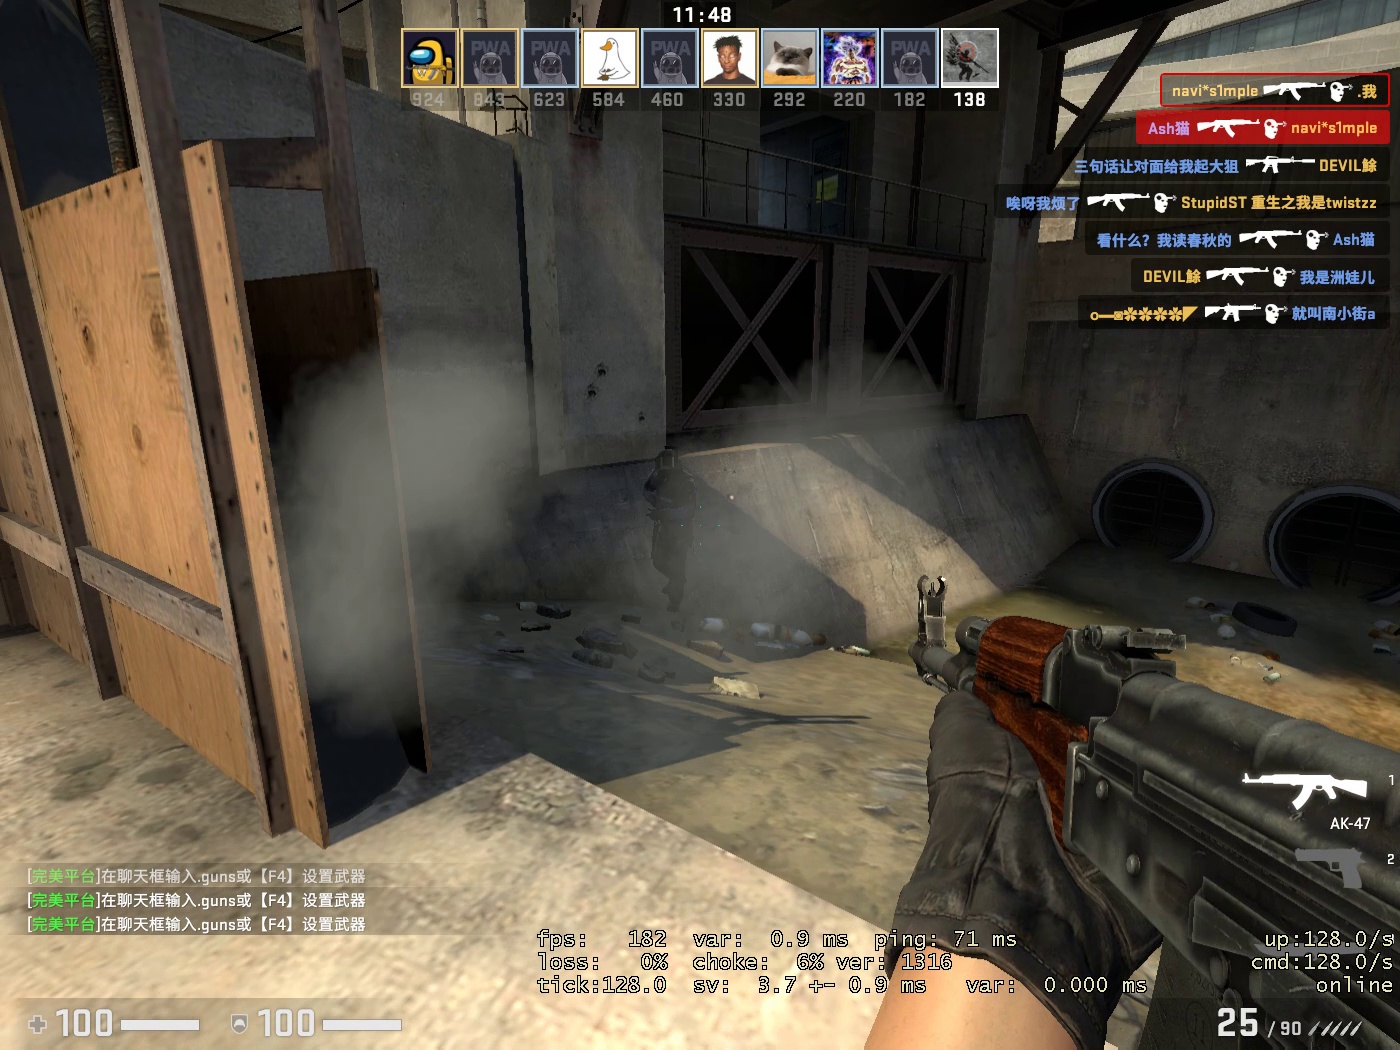 11:48
PWA PWA PWA PWA
924 843 623 584 460 330 292 220 182 138
navi*s1mple .我
Ash猫 navi*s1mple
三句话让对面给我起大狙 DEVIL餘
唉呀我烦了 StupidST 重生之我是twistzz
看什么? 我读春秋的 Ash猫
DEVIL餘 我是洲娃儿
就叫南小街a
1
AK-47
2
[完美平台]在聊天框输入.guns或【F4】设置武器
[完美平台]在聊天框输入.guns或【F4】设置武器
[完美平台]在聊天框输入.guns或【F4】设置武器
fps: 182 var: 0.9 ms ping: 71 ms
loss: 0% choke: 6% ver: 1316
tick:128.0 sv: 3.7 +- 0.9 ms var: 0.000 ms
up:128.0/s
cmd:128.0/s
online
100 100
25 / 90